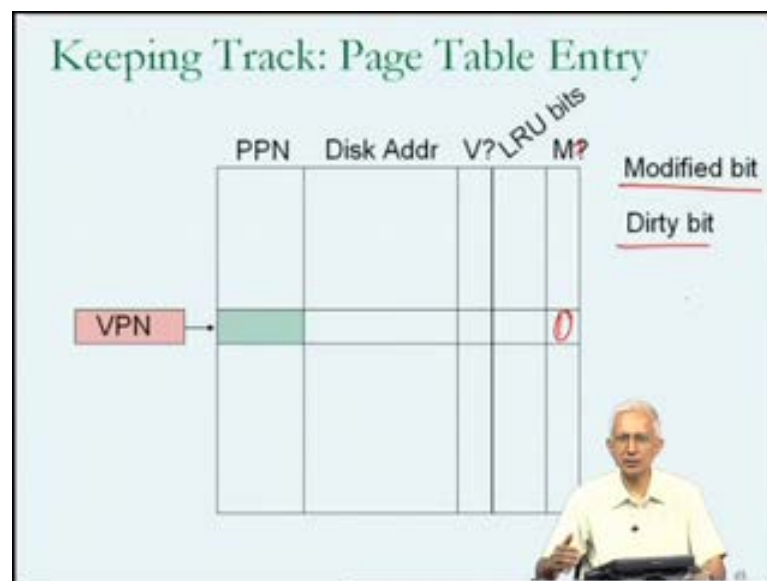 Keeping Track: Page Table Entry
PPN Disk Addr V? LRU bits M?
Modified bit
Dirty bit
VPN
0